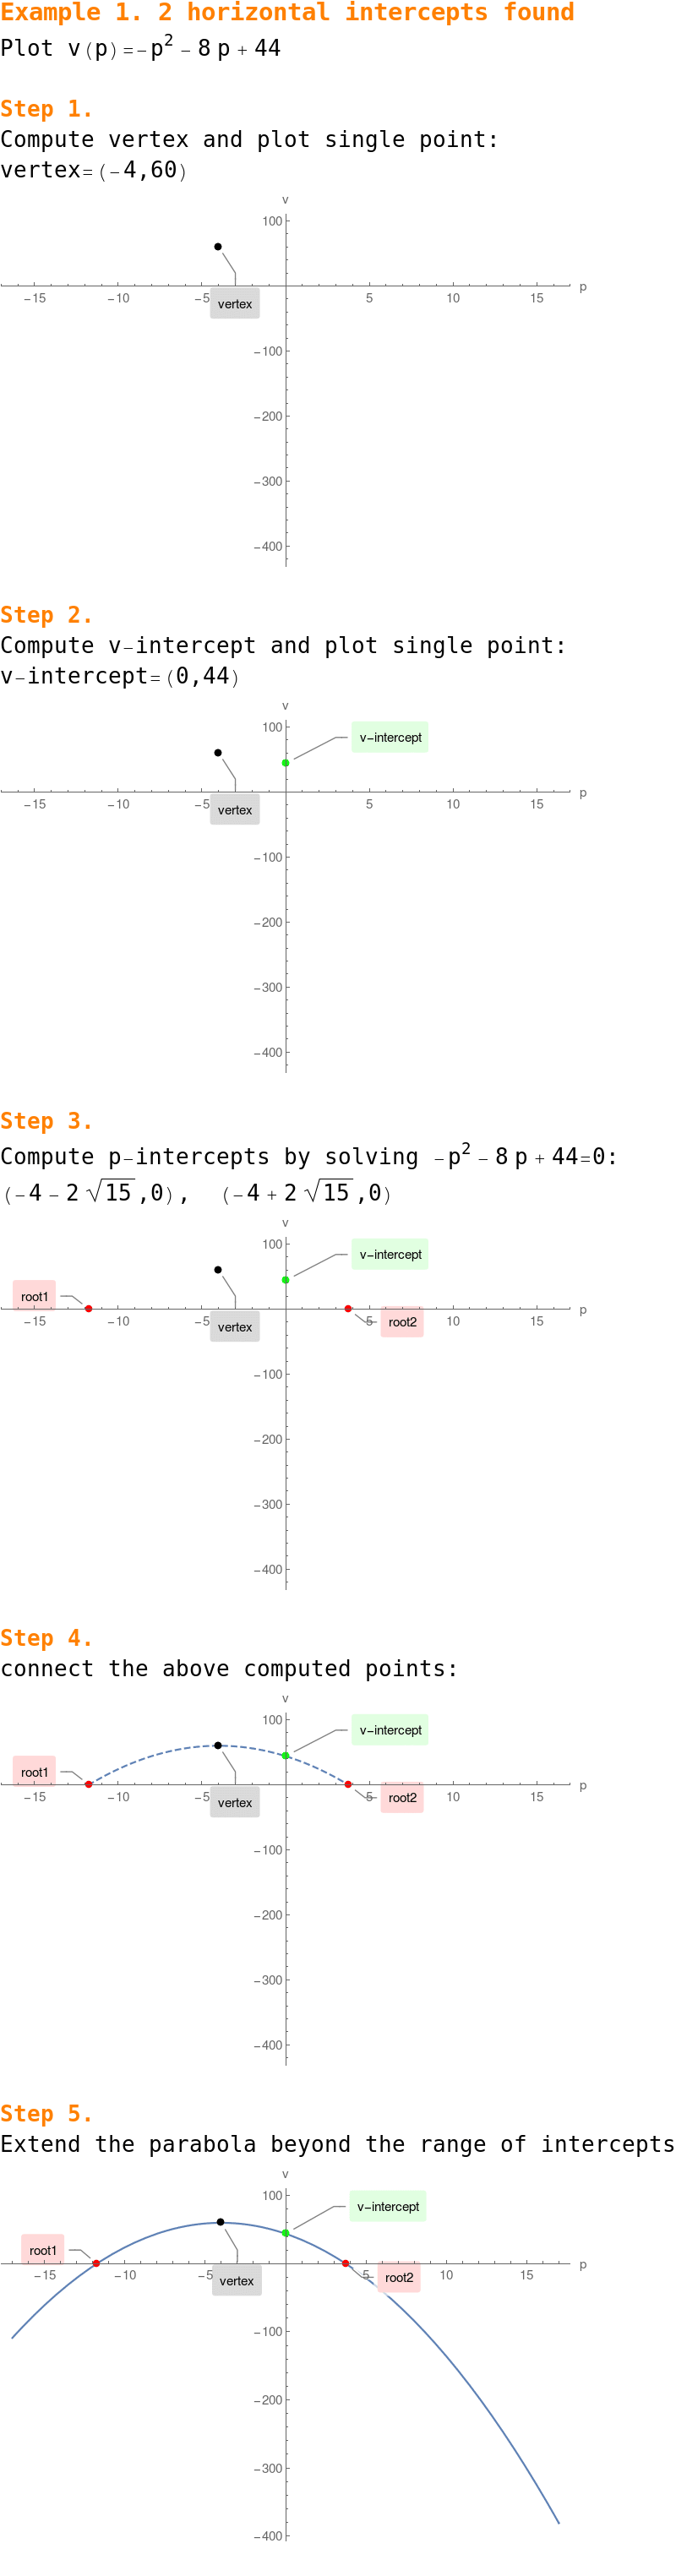 Example 1. 2 horizontal intercepts found
Plot v(p)=-p² - 8 p + 44
Step 1.
Compute vertex and plot single point:
vertex=(-4,60)
v
100
-15 -10 -5 5 10 15 p
vertex
-100
-200
-300
-400
Step 2.
Compute v-intercept and plot single point:
v-intercept=(0,44)
v
100
v-intercept
-15 -10 -5 5 10 15 p
vertex
-100
-200
-300
-400
Step 3.
Compute p-intercepts by solving -p² - 8 p + 44=0:
(-4 - 2 √15 ,0), (-4 + 2 √15 ,0)
v
100
v-intercept
root1
-15 -10 -5 5 10 15 p
vertex root2
-100
-200
-300
-400
Step 4.
connect the above computed points:
v
100
v-intercept
root1
-15 -10 -5 5 10 15 p
vertex root2
-100
-200
-300
-400
Step 5.
Extend the parabola beyond the range of intercepts
v
100
v-intercept
root1
-15 -10 -5 5 10 15 p
vertex root2
-100
-200
-300
-400